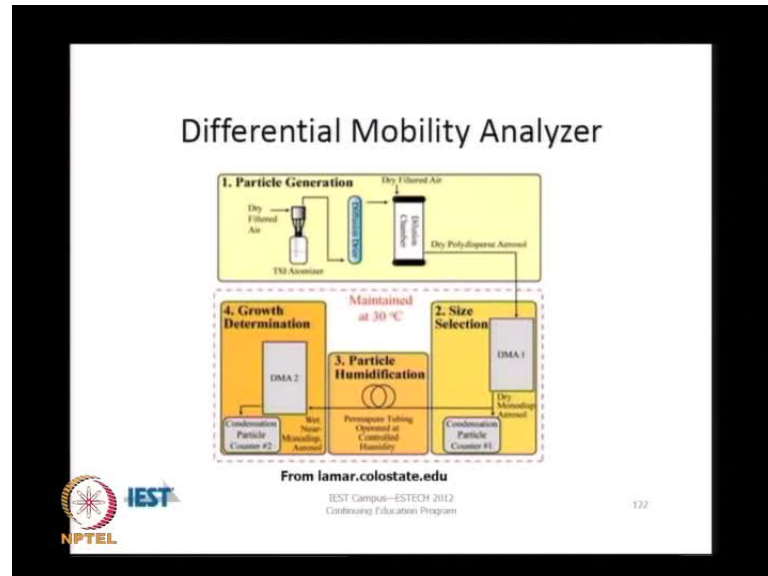 Differential Mobility Analyzer
1. Particle Generation
Dry Filtered Air
Dry
Filtered
Air
TSI Atomizer
Diffusion Drier
Dilution
Chamber
Dry Polydisperse Aerosol
Maintained
at 30 °C
4. Growth
Determination
DMA 2
Condensation
Particle
Counter #2
Wet,
Near-
Monodisp.
Aerosol
3. Particle
Humidification
Permapure Tubing
Operated at
Controlled
Humidity
2. Size
Selection
DMA 1
Dry
Monodisp.
Aerosol
Condensation
Particle
Counter #1
From lamar.colostate.edu
IEST Campus—ESTECH 2012
Continuing Education Program
122
IEST
NPTEL